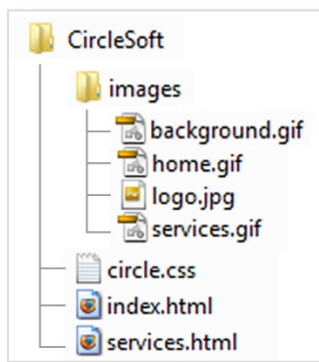 CircleSoft
images
background.gif
home.gif
logo.jpg
services.gif
circle.css
index.html
services.html